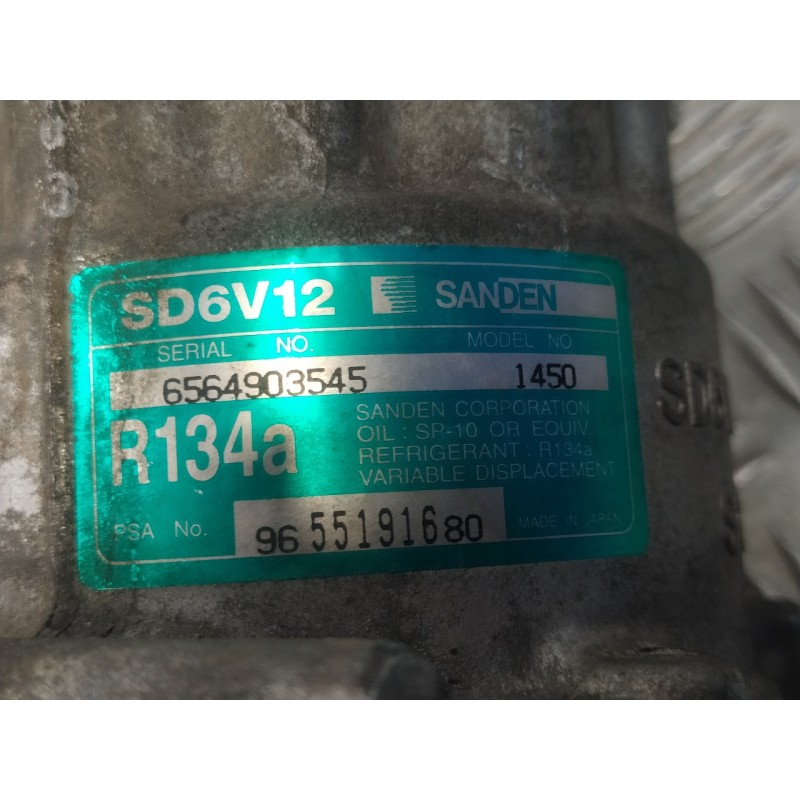 SD6V12 SANDEN
SERIAL NO. MODEL NO.
6564903545 1450
R134a
SANDEN CORPORATION
OIL : SP-10 OR EQUIV.
REFRIGERANT : R134a
VARIABLE DISPLACEMENT
PSA No. 96 551916 80 MADE IN JAPAN